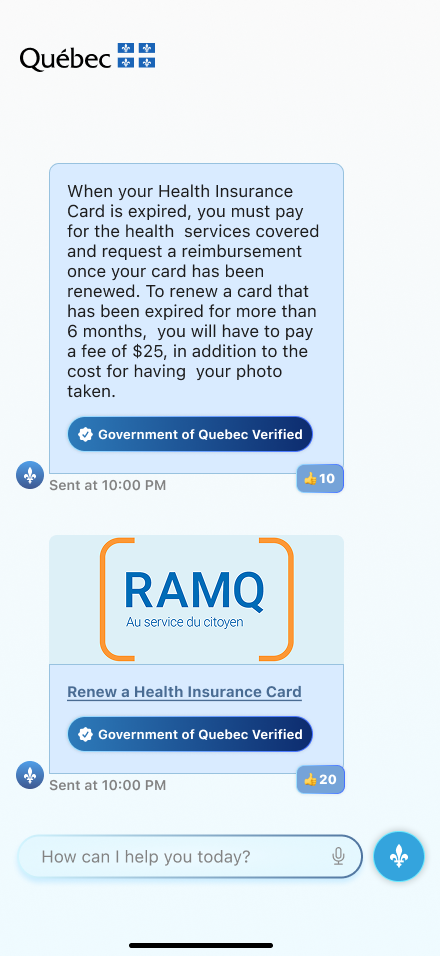 Québec
When your Health Insurance
Card is expired, you must pay
for the health  services covered
and request a reimbursement
once your card has been
renewed. To renew a card that
has been expired for more than
6 months,  you will have to pay
a fee of $25, in addition to the
cost for having  your photo
taken.
Government of Quebec Verified
👍10
Sent at 10:00 PM
RAMQ
Au service du citoyen
Renew a Health Insurance Card
Government of Quebec Verified
👍20
Sent at 10:00 PM
How can I help you today?